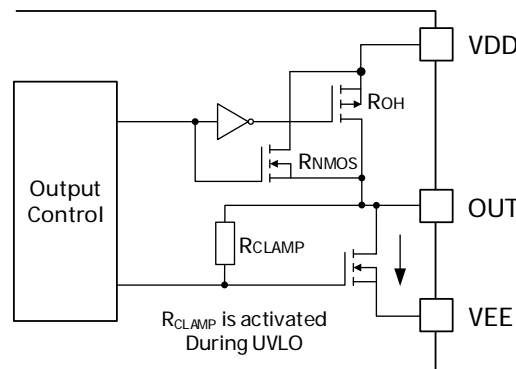 VDD
ROH
RNMOS
Output
Control
OUT
RCLAMP
VEE
RCLAMP is activated
During UVLO